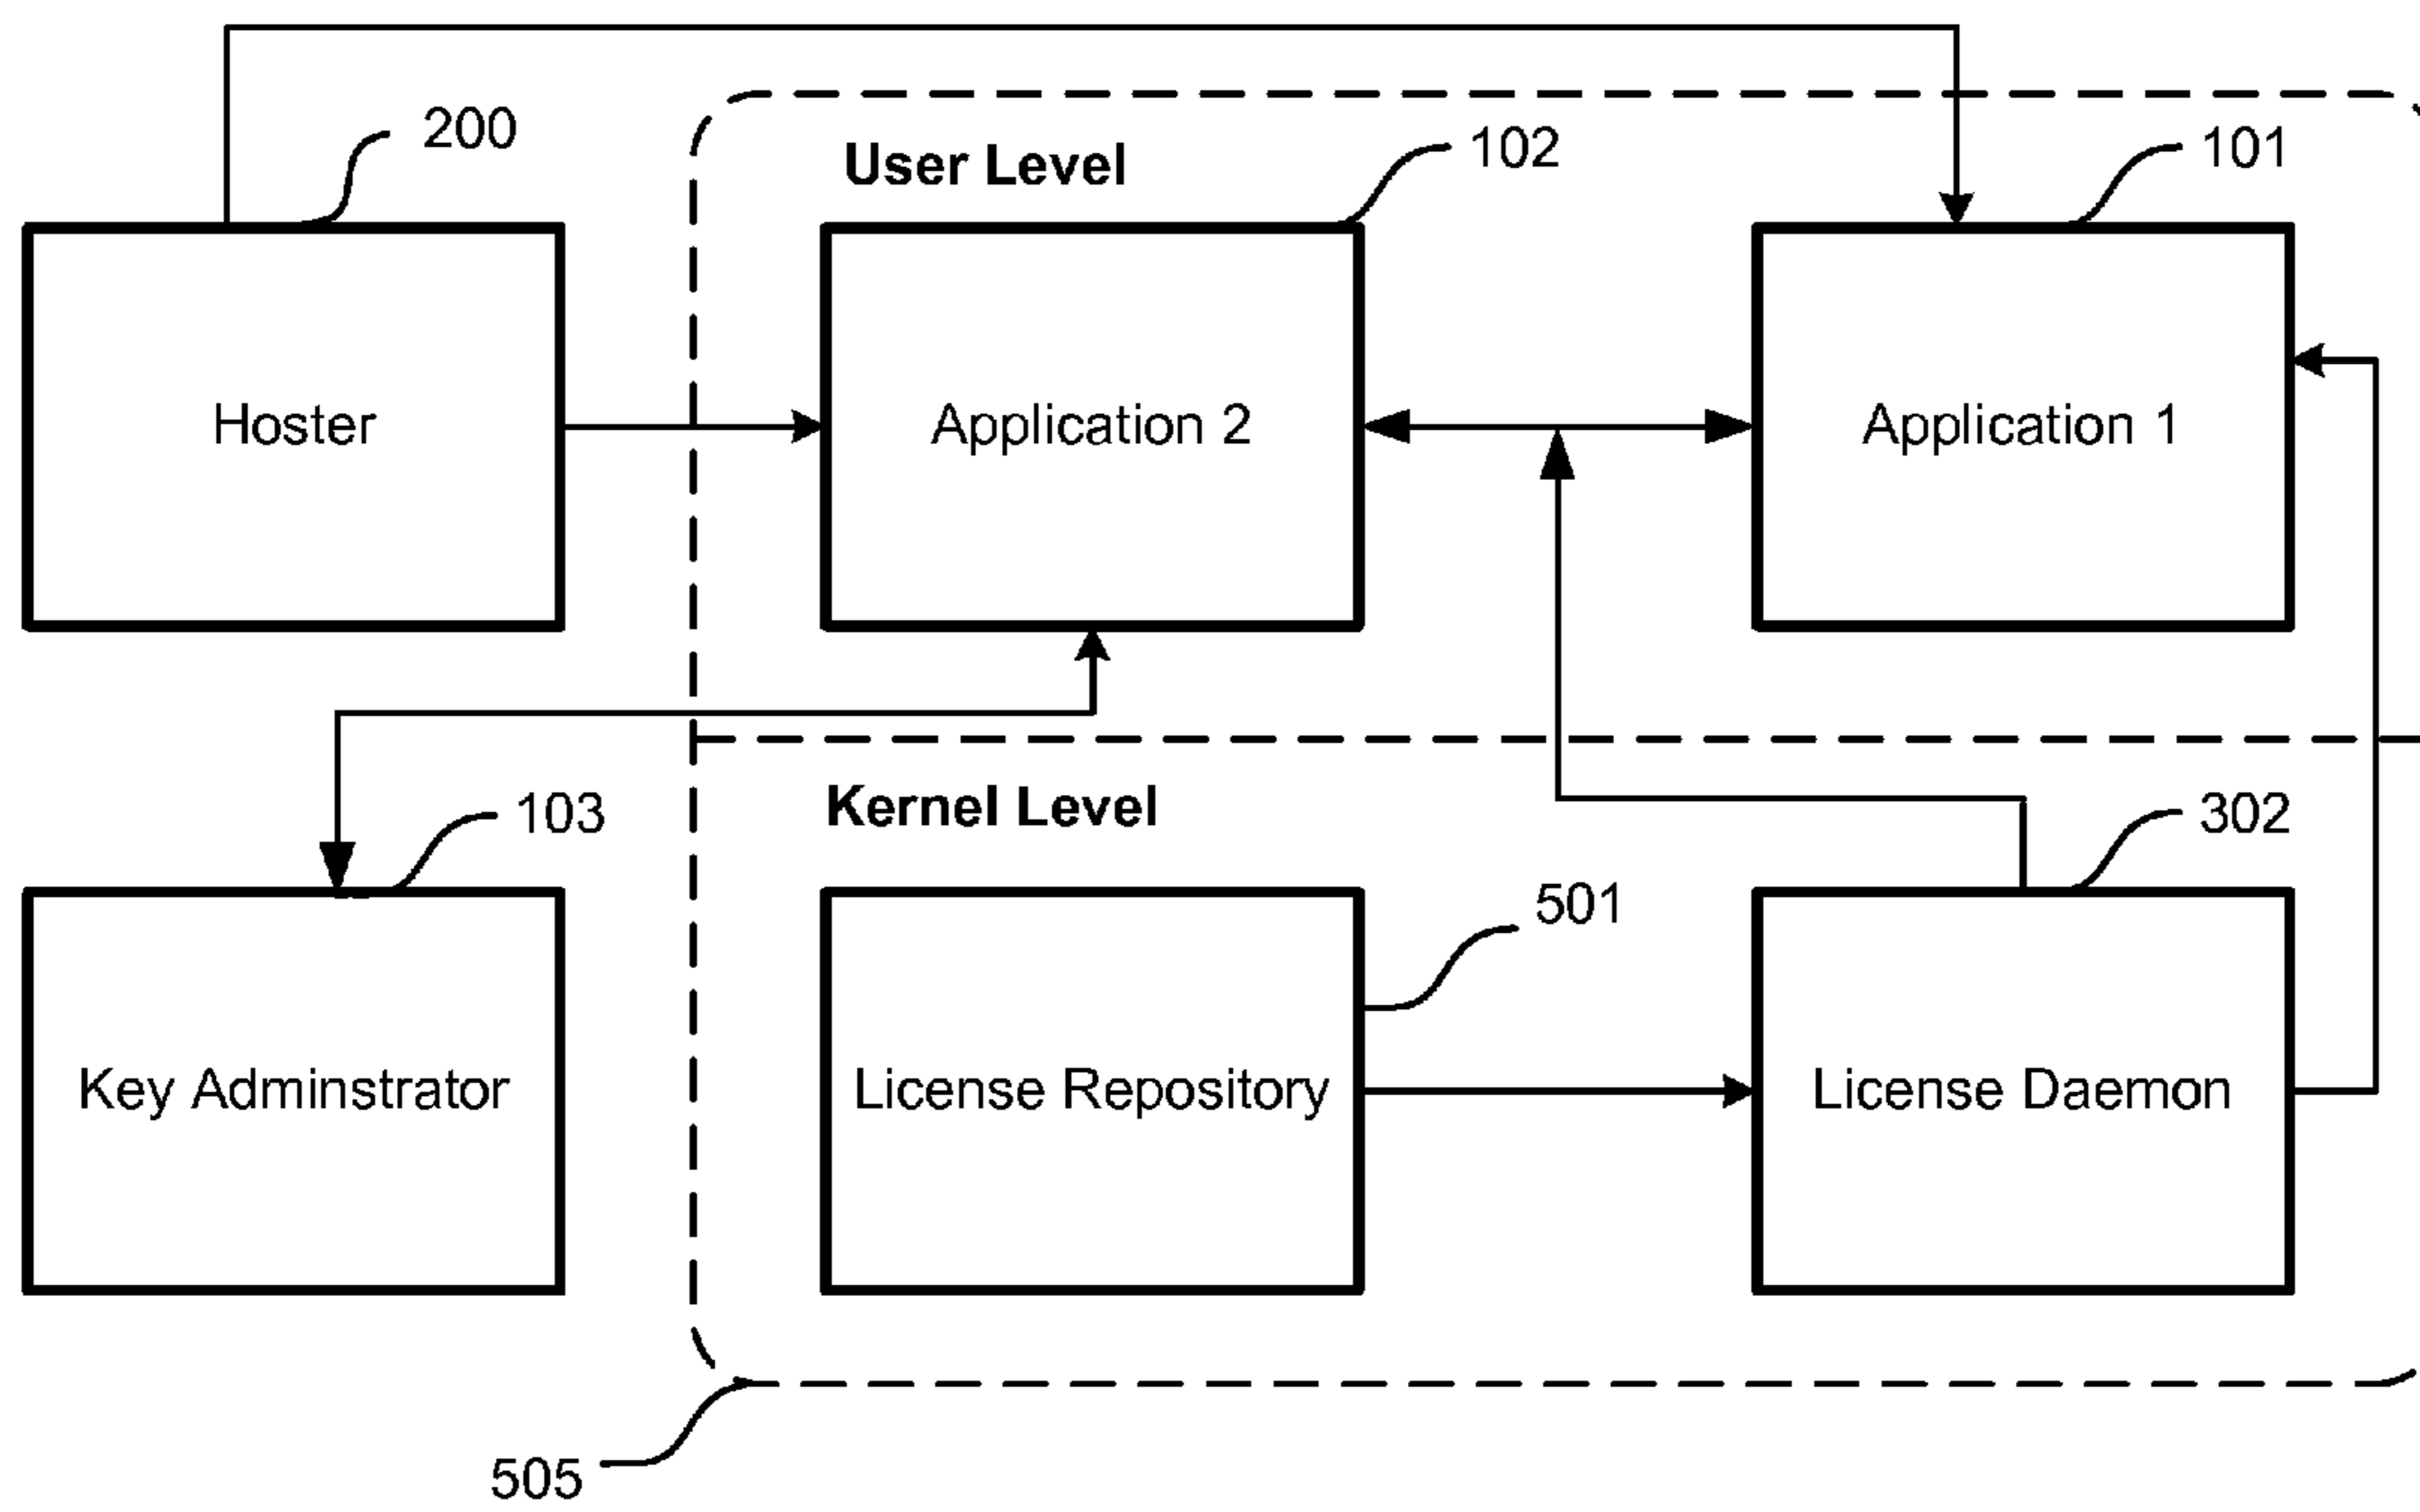 200
User Level
102
101
Hoster
Application 2
Application 1
Kernel Level
103
302
501
Key Adminstrator
License Repository
License Daemon
505